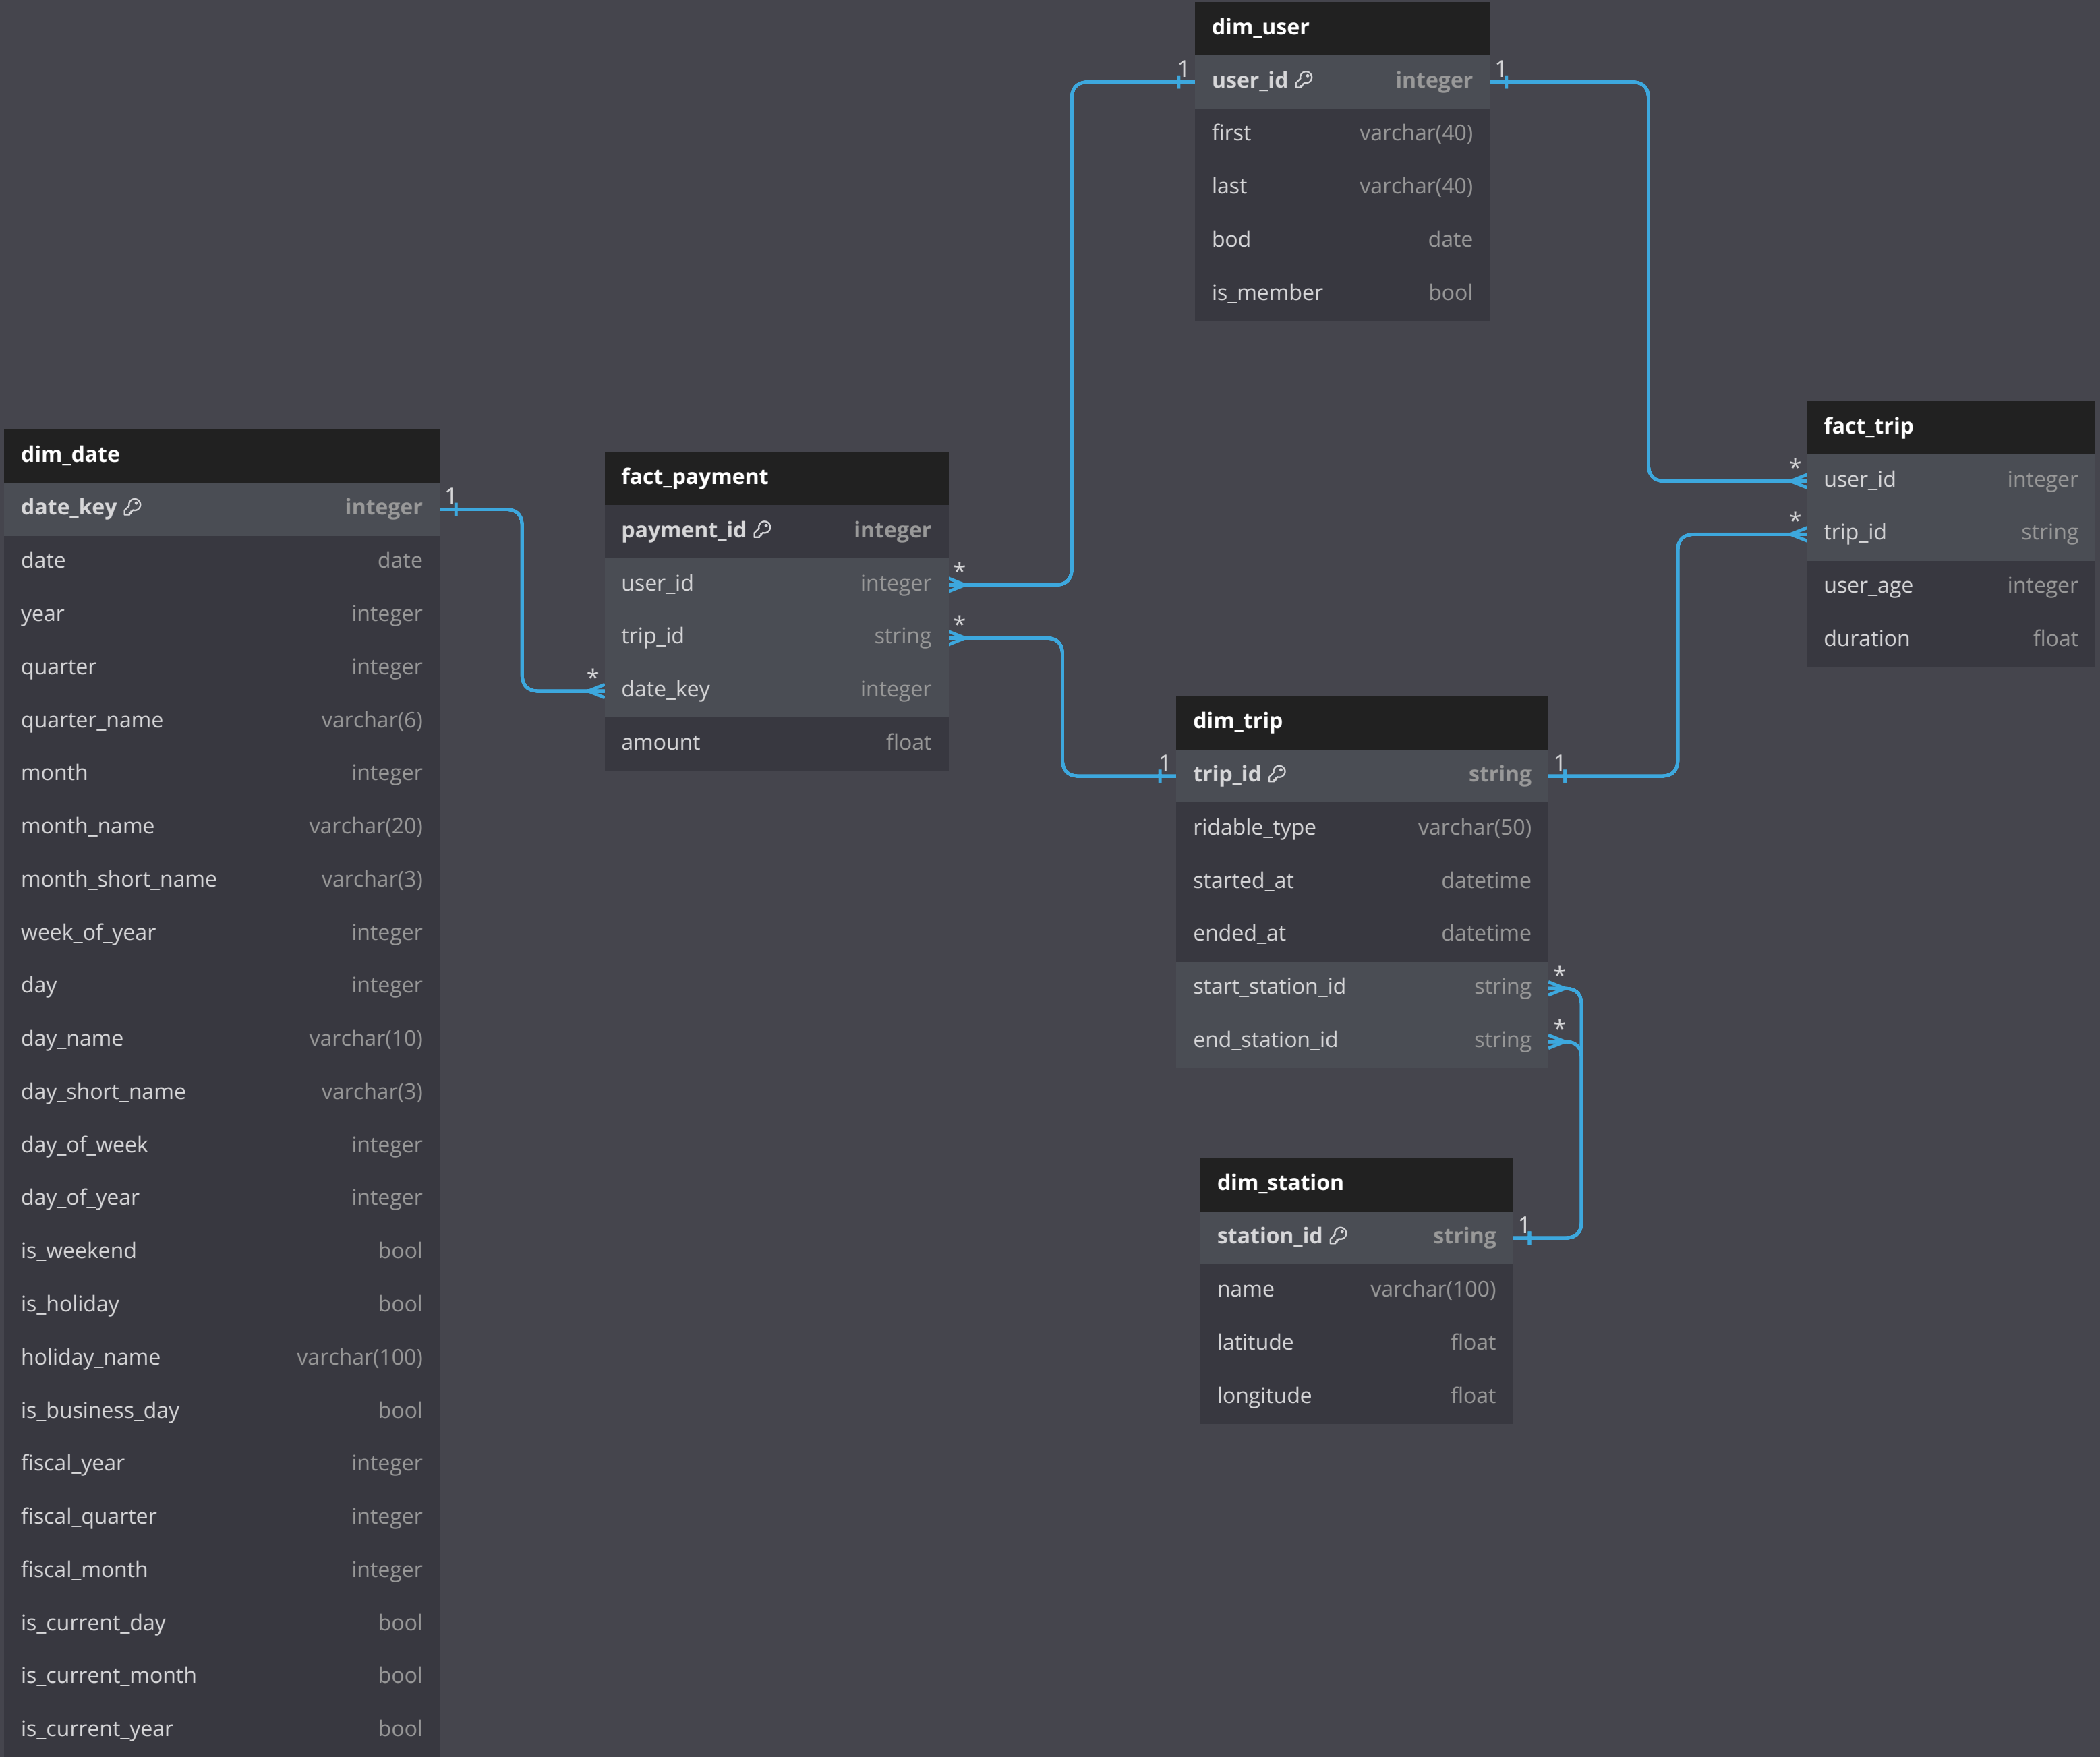 dim_user
1 user_id integer 1
first varchar(40)
last varchar(40)
bod date
is_member bool
dim_date
date_key integer 1
date date
year integer
quarter integer
quarter_name varchar(6)
month integer
month_name varchar(20)
month_short_name varchar(3)
week_of_year integer
day integer
day_name varchar(10)
day_short_name varchar(3)
day_of_week integer
day_of_year integer
is_weekend bool
is_holiday bool
holiday_name varchar(100)
is_business_day bool
fiscal_year integer
fiscal_quarter integer
fiscal_month integer
is_current_day bool
is_current_month bool
is_current_year bool
fact_payment
payment_id integer
user_id integer *
trip_id string *
* date_key integer
amount float
fact_trip
* user_id integer
* trip_id string
user_age integer
duration float
dim_trip
1 trip_id string 1
ridable_type varchar(50)
started_at datetime
ended_at datetime
start_station_id string *
end_station_id string *
dim_station
station_id string 1
name varchar(100)
latitude float
longitude float